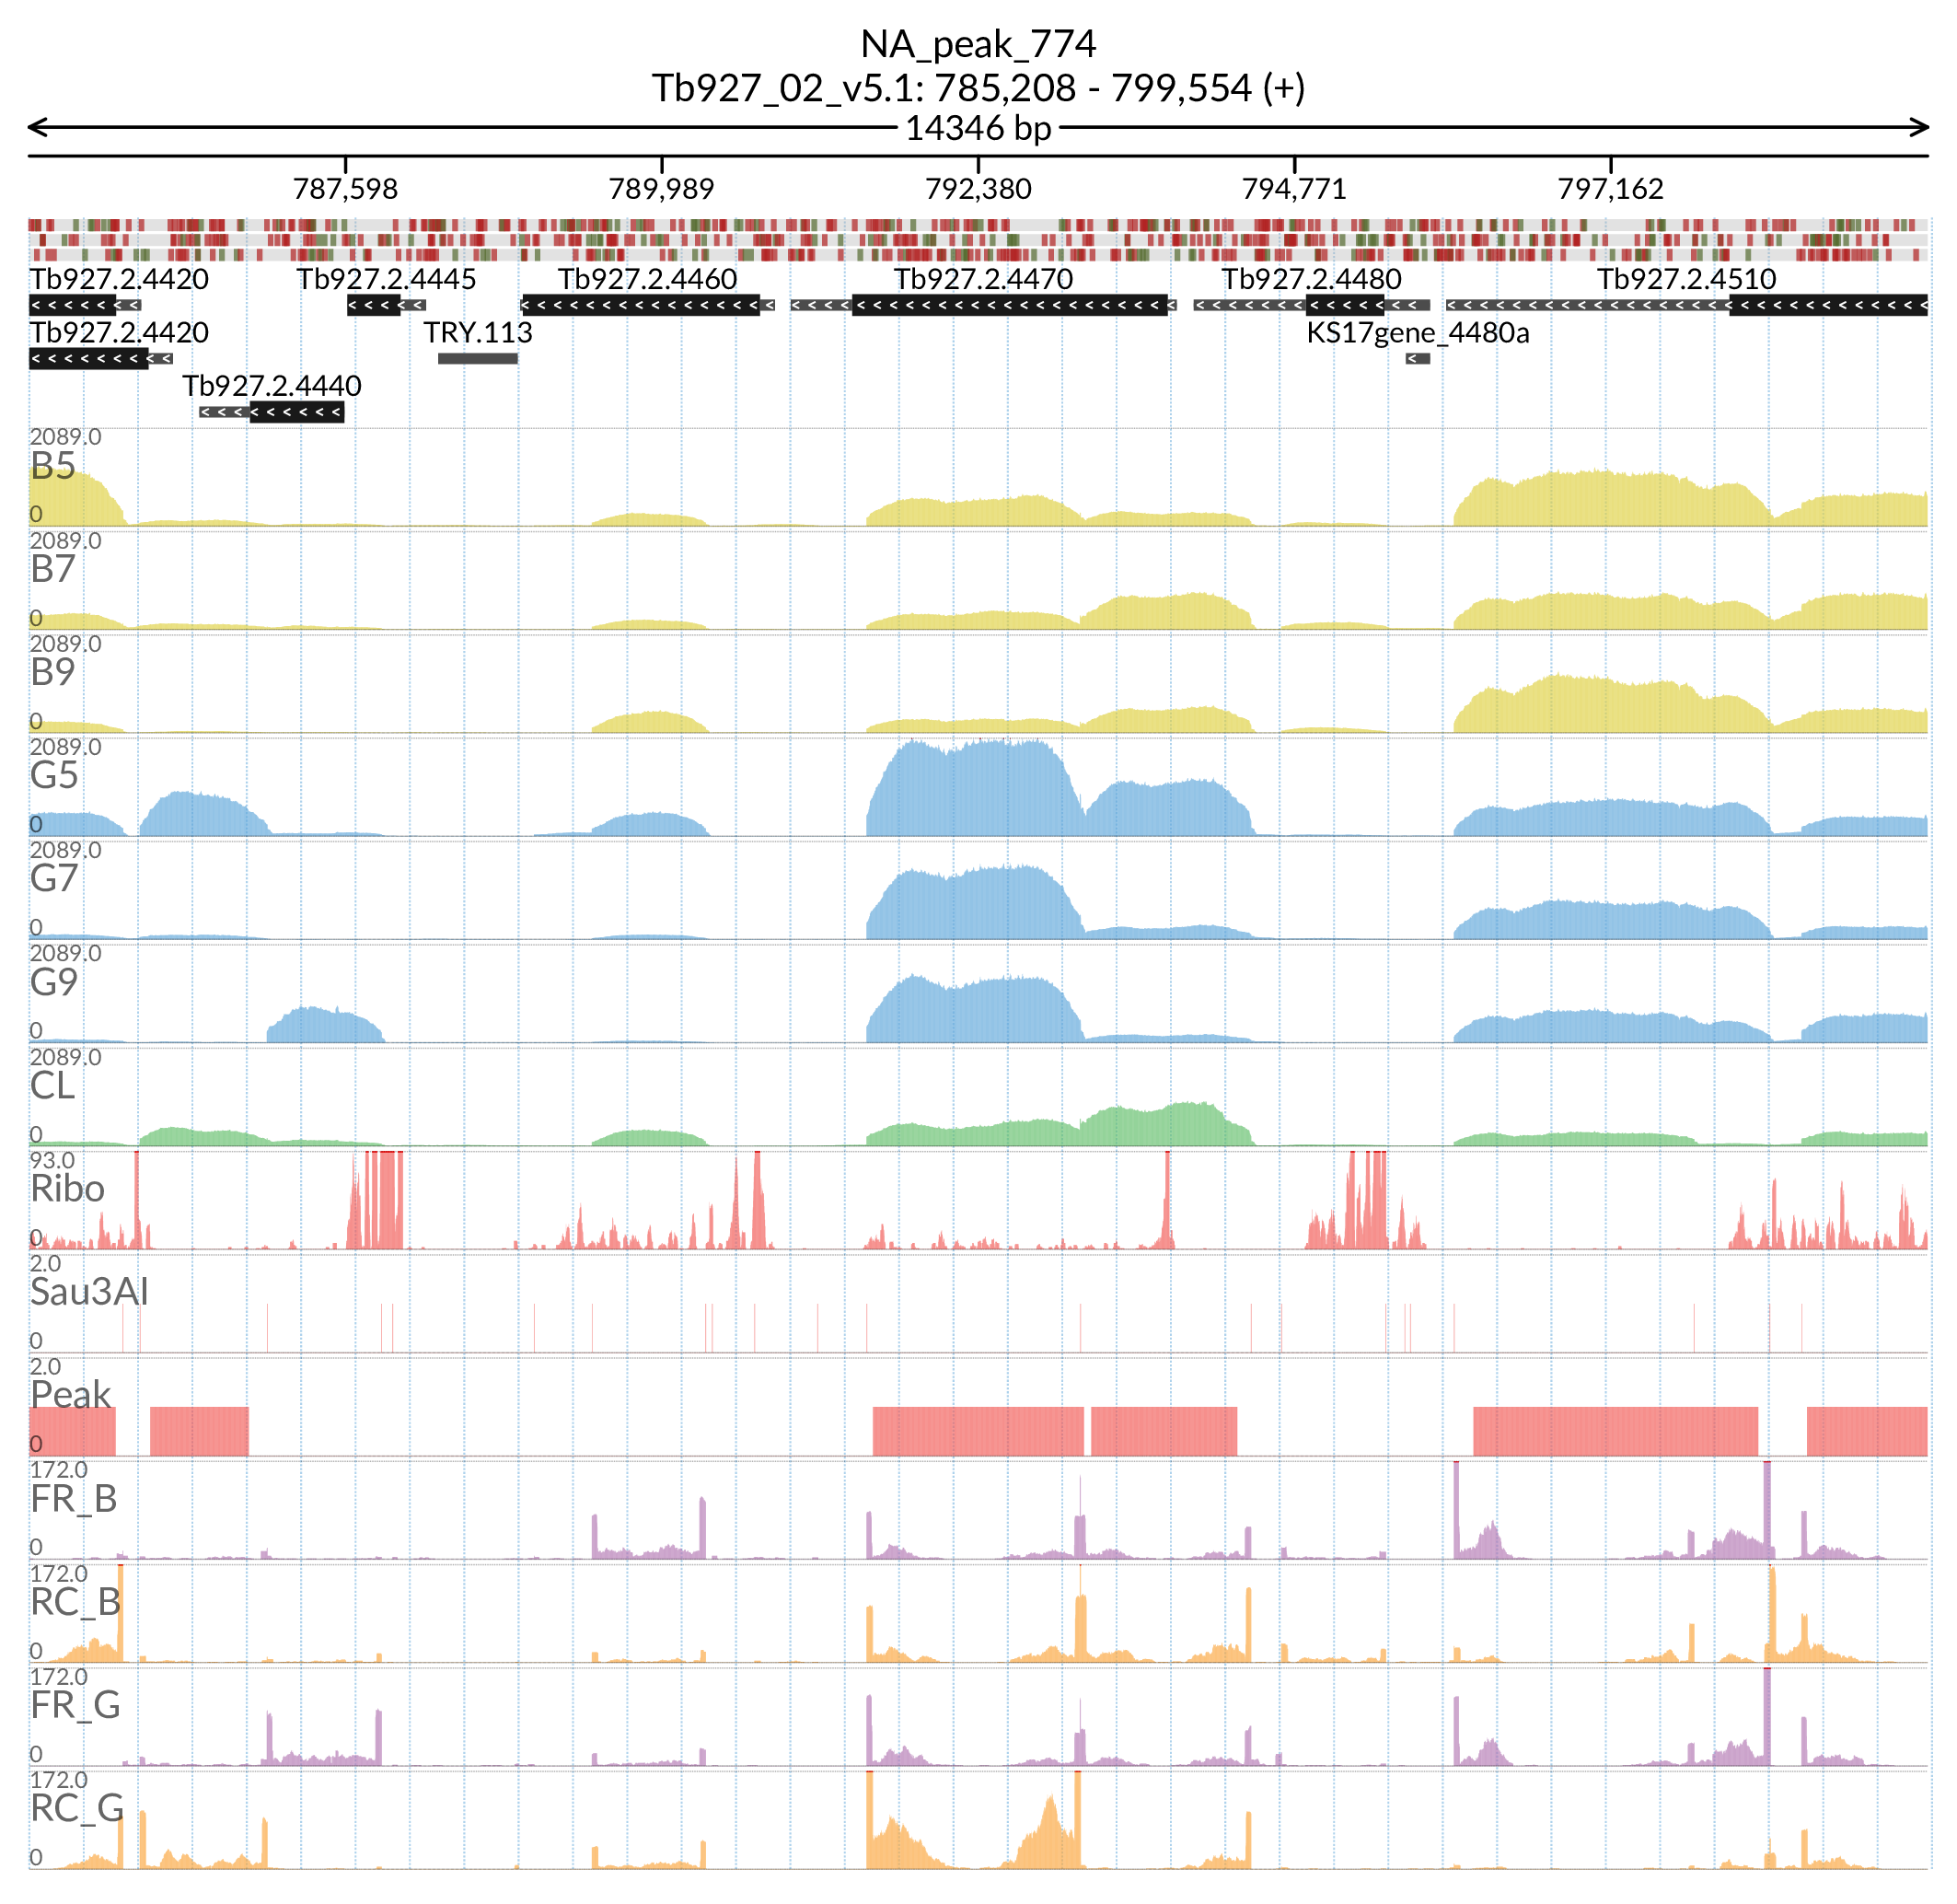 NA_peak_774
Tb927_02_v5.1: 785,208 - 799,554 (+)
14346 bp
787,598 789,989 792,380 794,771 797,162
Tb927.2.4420 Tb927.2.4445 Tb927.2.4460 Tb927.2.4470 Tb927.2.4480 Tb927.2.4510
Tb927.2.4420 TRY.113 KS17gene_4480a
Tb927.2.4440
2089.0
B5
0
2089.0
B7
0
2089.0
B9
0
2089.0
G5
0
2089.0
G7
0
2089.0
G9
0
2089.0
CL
0
93.0
Ribo
0
2.0
Sau3AI
0
2.0
Peak
0
172.0
FR_B
0
172.0
RC_B
0
172.0
FR_G
0
172.0
RC_G
0